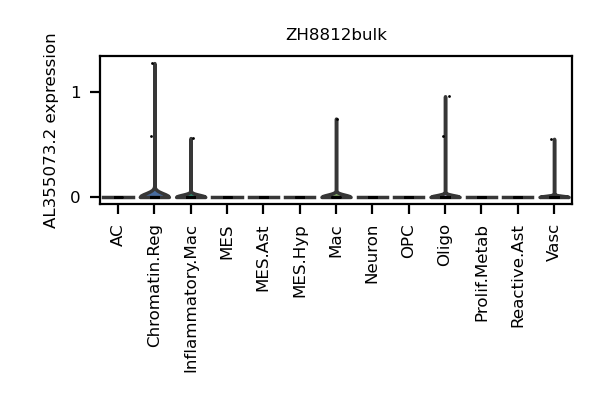 ZH8812bulk
AL355073.2 expression
1
0
AC
Chromatin.Reg
Inflammatory.Mac
MES
MES.Ast
MES.Hyp
Mac
Neuron
OPC
Oligo
Prolif.Metab
Reactive.Ast
Vasc